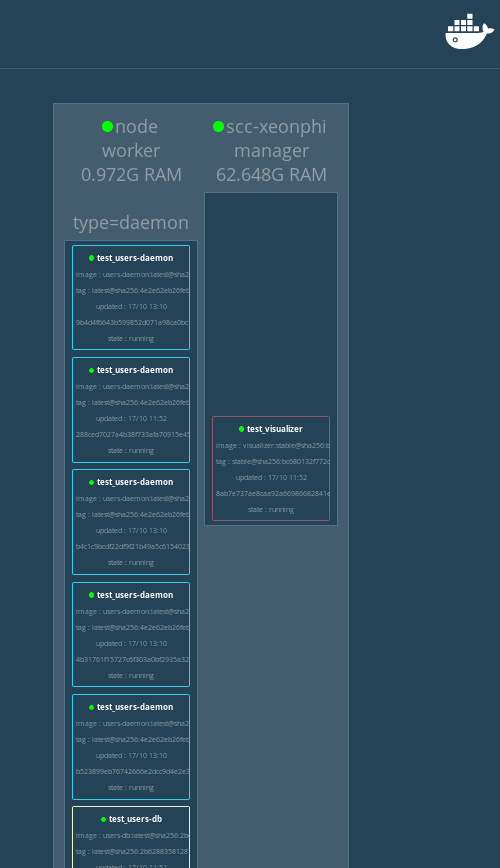 node
worker
0.972G RAM
type=daemon
test_users-daemon
image : users-daemon:latest@sha2
tag : latest@sha256:4e2e62eb26feb
updated : 17/10 13:10
9b4d4f6643b599852d071a98ca0bc
state : running
test_users-daemon
image : users-daemon:latest@sha2
tag : latest@sha256:4e2e62eb26feb
updated : 17/10 11:52
288ced7027a4b38f733afa70915e45
state : running
test_users-daemon
image : users-daemon:latest@sha2
tag : latest@sha256:4e2e62eb26feb
updated : 17/10 13:10
b4c1c9bcdf22df9f21b49a5c6154023
state : running
test_users-daemon
image : users-daemon:latest@sha2
tag : latest@sha256:4e2e62eb26feb
updated : 17/10 13:10
4b31761f15727c6f303a0bf2935a32
state : running
test_users-daemon
image : users-daemon:latest@sha2
tag : latest@sha256:4e2e62eb26feb
updated : 17/10 13:10
b523899eb76742666e2dcc9d4e2e3
state : running
test_users-db
image : users-db:latest@sha256:2b
tag : latest@sha256:2b6288358128
updated : 17/10 11:52
scc-xeonphi
manager
62.648G RAM
test_visualizer
image : visualizer:stable@sha256:b
tag : stable@sha256:bc680132f772c
updated : 17/10 11:52
8ab7e737ae8caa92a66986682841e
state : running